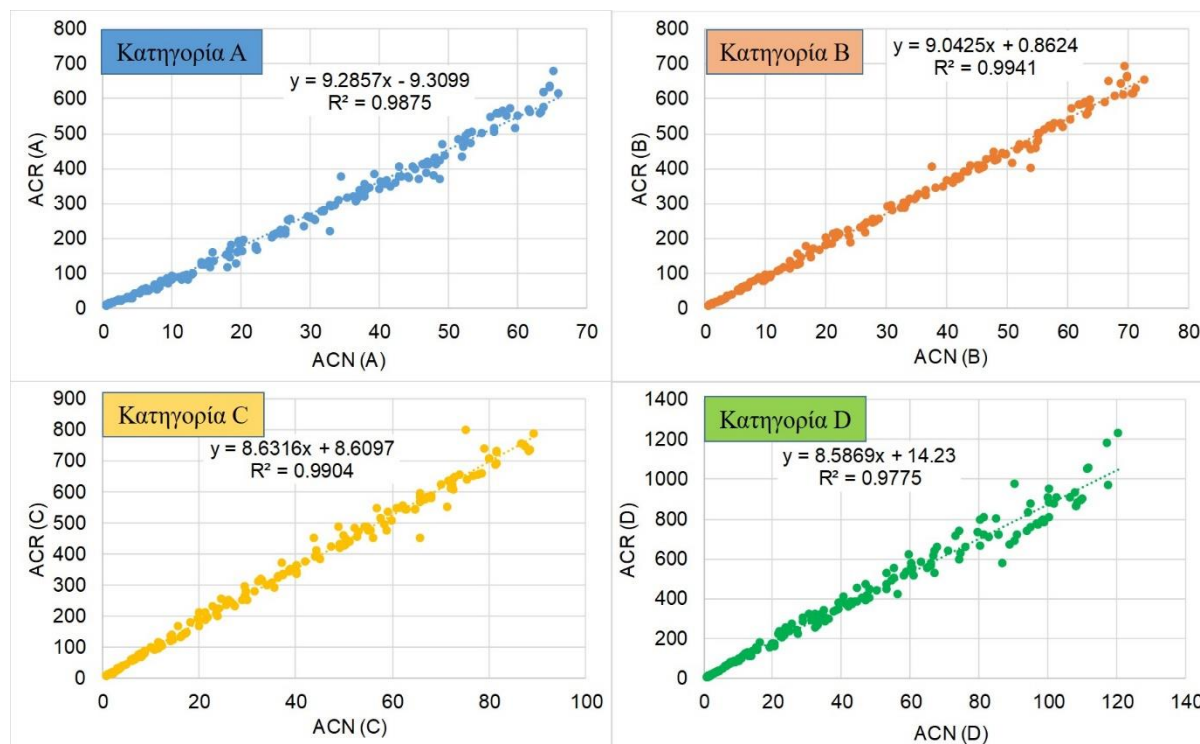 Κατηγορία A
y = 9.2857x - 9.3099
R² = 0.9875
ACR (A)
800
700
600
500
400
300
200
100
0
0 10 20 30 40 50 60 70
ACN (A)
Κατηγορία B
y = 9.0425x + 0.8624
R² = 0.9941
ACR (B)
800
700
600
500
400
300
200
100
0
0 10 20 30 40 50 60 70 80
ACN (B)
Κατηγορία C
y = 8.6316x + 8.6097
R² = 0.9904
ACR (C)
900
800
700
600
500
400
300
200
100
0
0 20 40 60 80 100
ACN (C)
Κατηγορία D
y = 8.5869x + 14.23
R² = 0.9775
ACR (D)
1400
1200
1000
800
600
400
200
0
0 20 40 60 80 100 120 140
ACN (D)